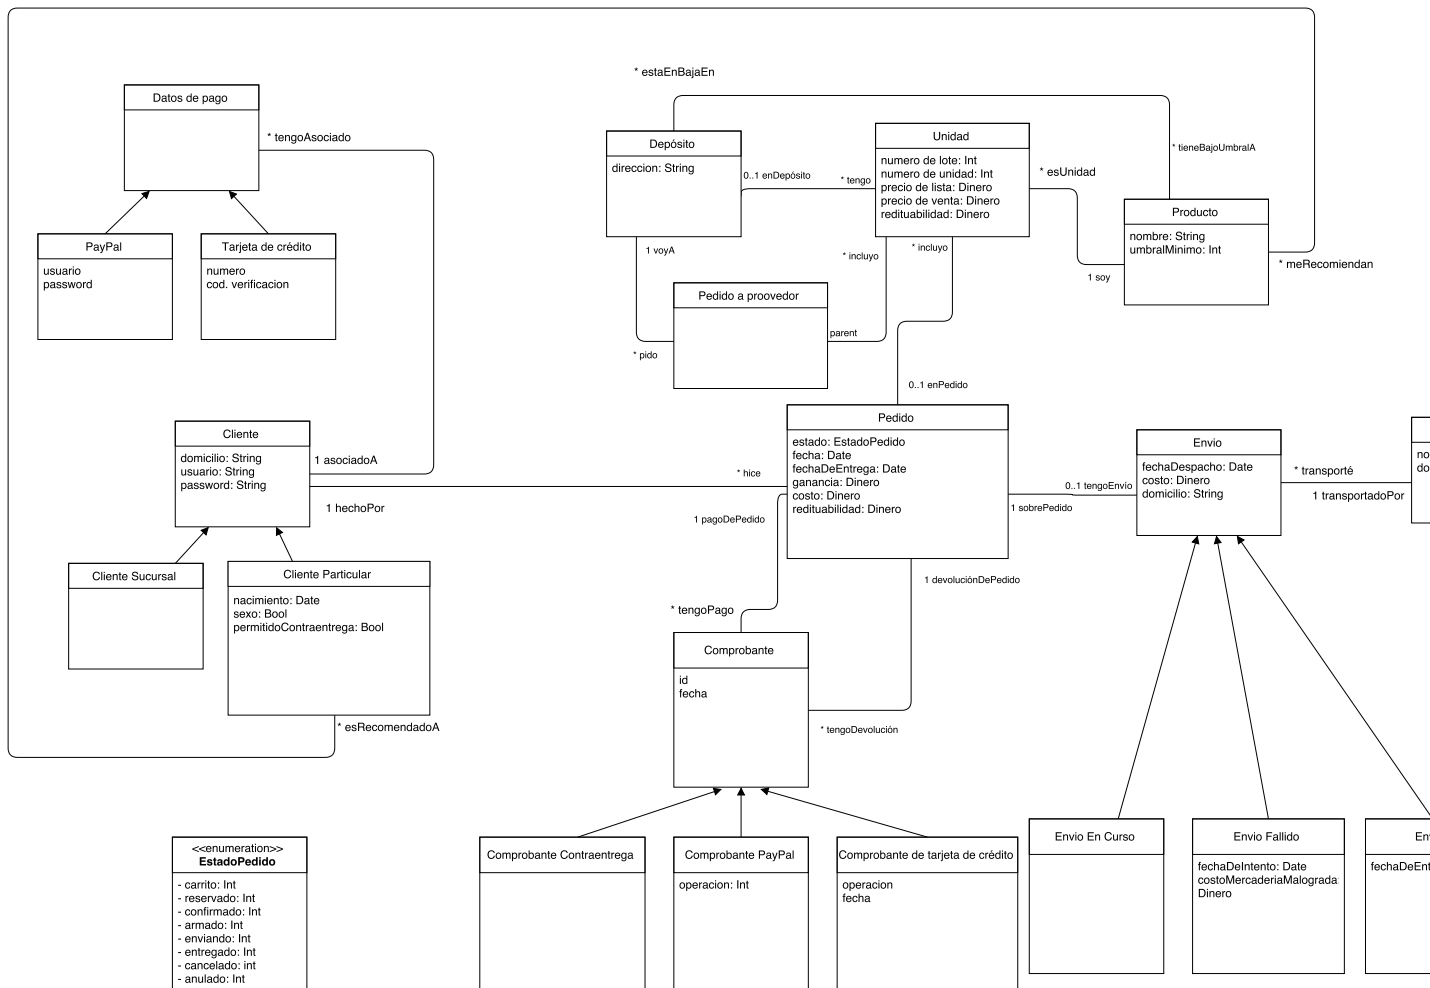 * estaEnBajaEn
Datos de pago
* tengoAsociado
PayPal
usuario
password
Tarjeta de crédito
numero
cod. verificacion
Depósito
direccion: String
0..1 enDepósito
* tengo
Unidad
numero de lote: Int
numero de unidad: Int
precio de lista: Dinero
precio de venta: Dinero
redituabilidad: Dinero
* esUnidad
* tieneBajoUmbralA
Producto
nombre: String
umbralMinimo: Int
1 soy
* meRecomiendan
1 voyA
* incluyo
* incluyo
Pedido a proovedor
parent
* pido
0..1 enPedido
Cliente
domicilio: String
usuario: String
password: String
1 asociadoA
1 hechoPor
* hice
Pedido
estado: EstadoPedido
fecha: Date
fechaDeEntrega: Date
ganancia: Dinero
costo: Dinero
redituabilidad: Dinero
0..1 tengoEnvio
1 sobrePedido
Envio
fechaDespacho: Date
costo: Dinero
domicilio: String
* transporté
1 transportadoPor
no
do
1 pagoDePedido
1 devoluciónDePedido
Cliente Sucursal
Cliente Particular
nacimiento: Date
sexo: Bool
permitidoContraentrega: Bool
* esRecomendadoA
* tengoPago
Comprobante
id
fecha
* tengoDevolución
<<enumeration>>
EstadoPedido
- carrito: Int
- reservado: Int
- confirmado: Int
- armado: Int
- enviando: Int
- entregado: Int
- cancelado: int
- anulado: Int
Comprobante Contraentrega
Comprobante PayPal
operacion: Int
Comprobante de tarjeta de crédito
operacion
fecha
Envio En Curso
Envio Fallido
fechaDeIntento: Date
costoMercaderiaMalograda:
Dinero
Env
fechaDeEnt